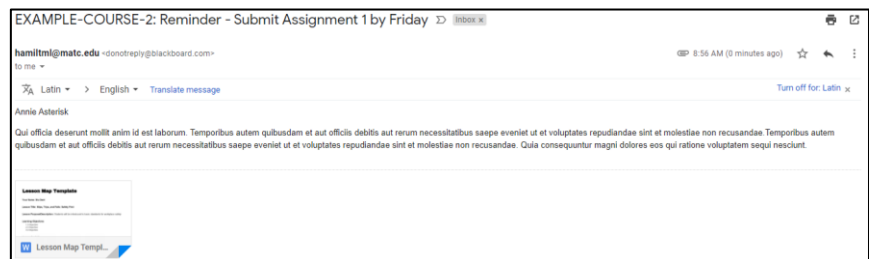 EXAMPLE-COURSE-2: Reminder - Submit Assignment 1 by Friday Inbox x
hamiltml@matc.edu <donotreply@blackboard.com> 8:56 AM (0 minutes ago)
to me
Latin > English Translate message Turn off for: Latin x
Annie Asterisk
Qui officia deserunt mollit anim id est laborum. Temporibus autem quibusdam et aut officiis debitis aut rerum necessitatibus saepe eveniet ut et voluptates repudiandae sint et molestiae non recusandae.Temporibus autem
quibusdam et aut officiis debitis aut rerum necessitatibus saepe eveniet ut et voluptates repudiandae sint et molestiae non recusandae. Quia consequuntur magni dolores eos qui ratione voluptatem sequi nesciunt.
Lesson Map Template
W Lesson Map Templ...